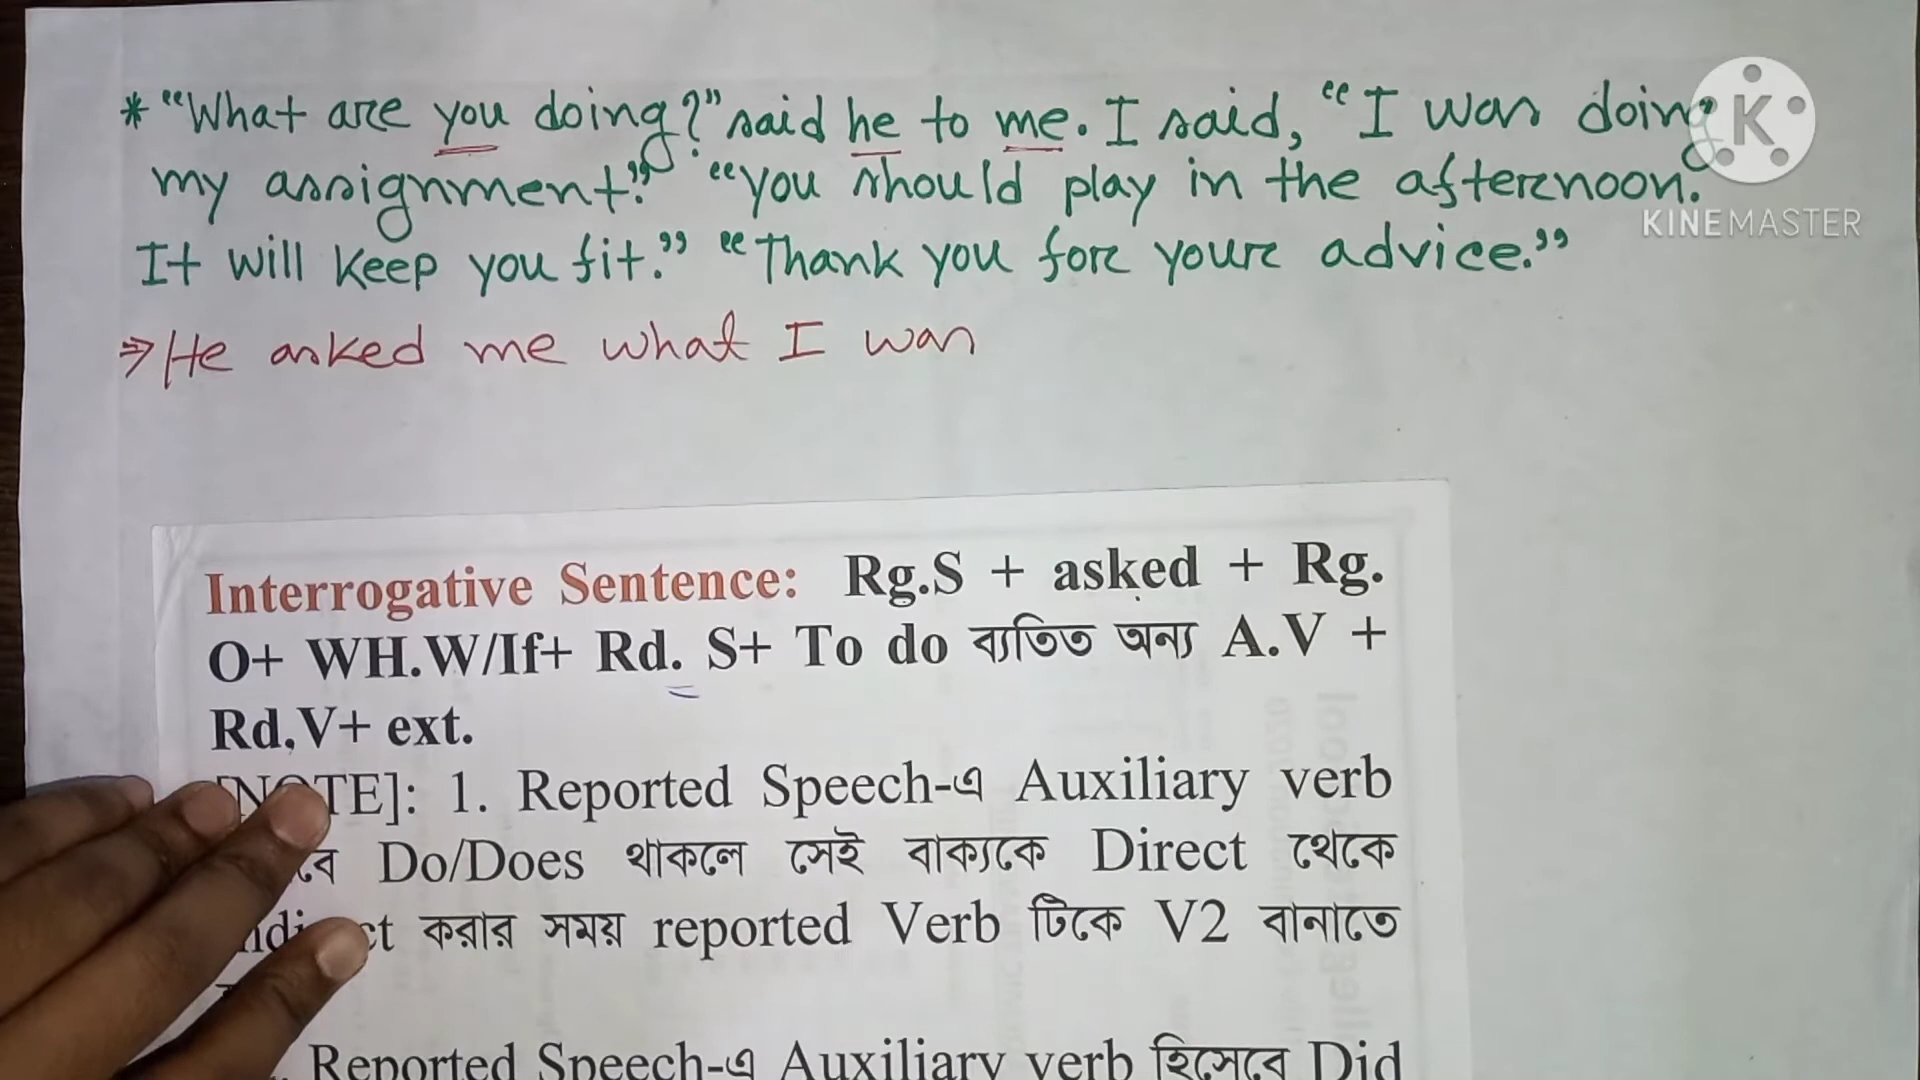 * "What are you doing?" said he to me. I said, "I was doing
my assignment." "you should play in the afternoon.
It will keep you fit." "Thank you for your advice."
⇒ He asked me what I was
K
KINEMASTER
Interrogative Sentence: Rg.S + asked + Rg.
O+ WH.W/If+ Rd. S+ To do ব্যতিত অন্য A.V +
Rd.V+ ext.
[NOTE]: 1. Reported Speech-এ Auxiliary verb
Do/Does থাকলে সেই বাক্যকে Direct থেকে
করার সময় reported Verb টিকে V2 বানাতে
Reported Speech-এ Auxiliary verb হিসেবে Did